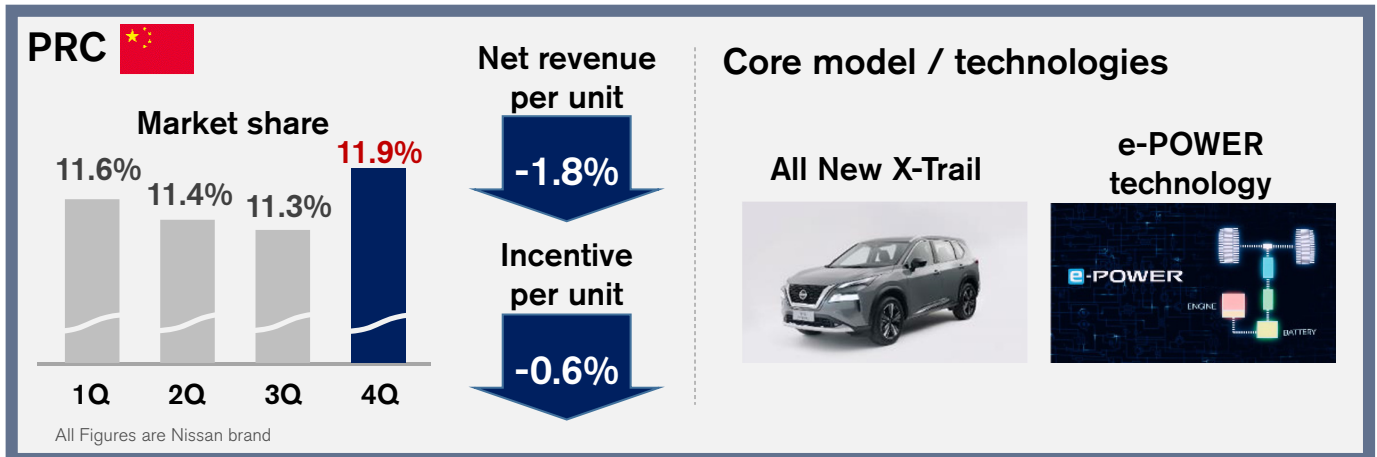 PRC
Market share
11.6%
11.4%
11.3%
11.9%
1Q
2Q
3Q
4Q
All Figures are Nissan brand
Net revenue
per unit
-1.8%
Incentive
per unit
-0.6%
Core model / technologies
All New X-Trail
e-POWER
technology
e-POWER
ENGINE
BATTERY